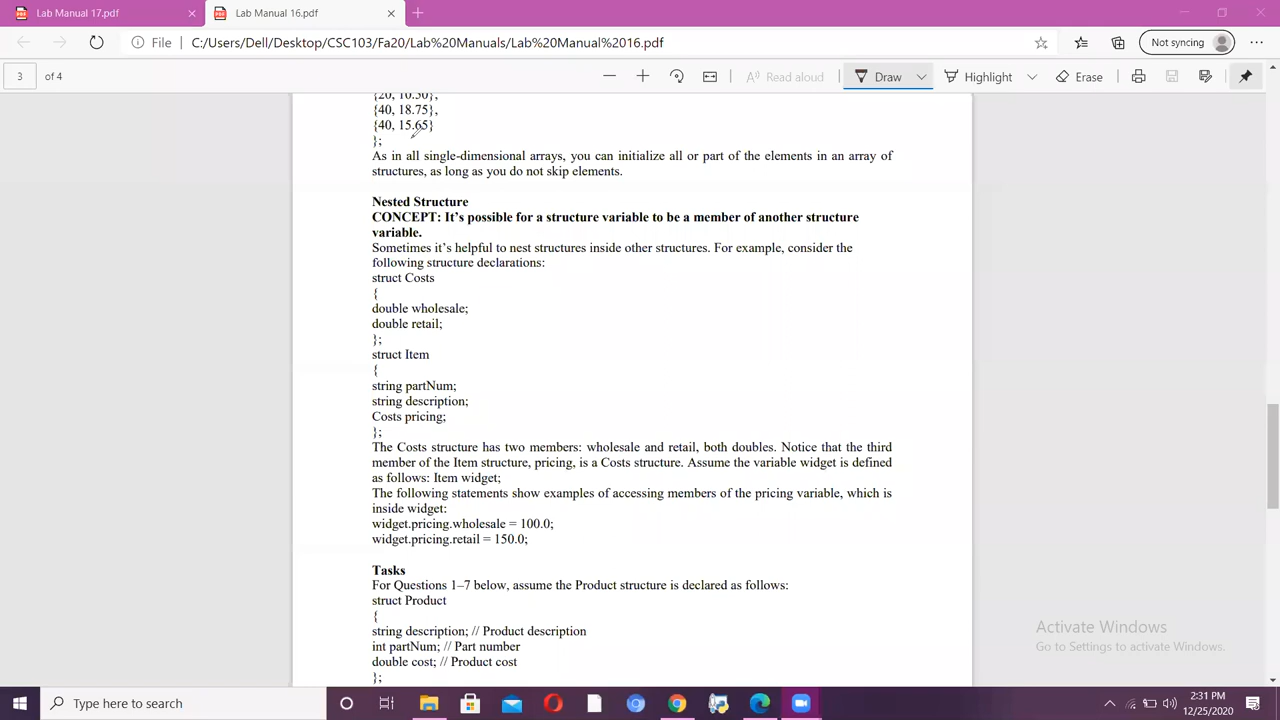 Lab Manual 17.pdf
Lab Manual 16.pdf
File
C:/Users/Dell/Desktop/CSC103/Fa20/Lab%20Manuals/Lab%20Manual%2016.pdf
Not syncing
3 of 4
Read aloud
Draw
Highlight
Erase
{20, 10.50},
{40, 18.75},
{40, 15.65}
};
As in all single-dimensional arrays, you can initialize all or part of the elements in an array of
structures, as long as you do not skip elements.
Nested Structure
CONCEPT: It's possible for a structure variable to be a member of another structure
variable.
Sometimes it's helpful to nest structures inside other structures. For example, consider the
following structure declarations:
struct Costs
{
double wholesale;
double retail;
};
struct Item
{
string partNum;
string description;
Costs pricing;
};
The Costs structure has two members: wholesale and retail, both doubles. Notice that the third
member of the Item structure, pricing, is a Costs structure. Assume the variable widget is defined
as follows: Item widget;
The following statements show examples of accessing members of the pricing variable, which is
inside widget:
widget.pricing.wholesale = 100.0;
widget.pricing.retail = 150.0;
Tasks
For Questions 1–7 below, assume the Product structure is declared as follows:
struct Product
{
string description; // Product description
int partNum; // Part number
double cost; // Product cost
};
Activate Windows
Go to Settings to activate Windows.
Type here to search
2:31 PM
12/25/2020